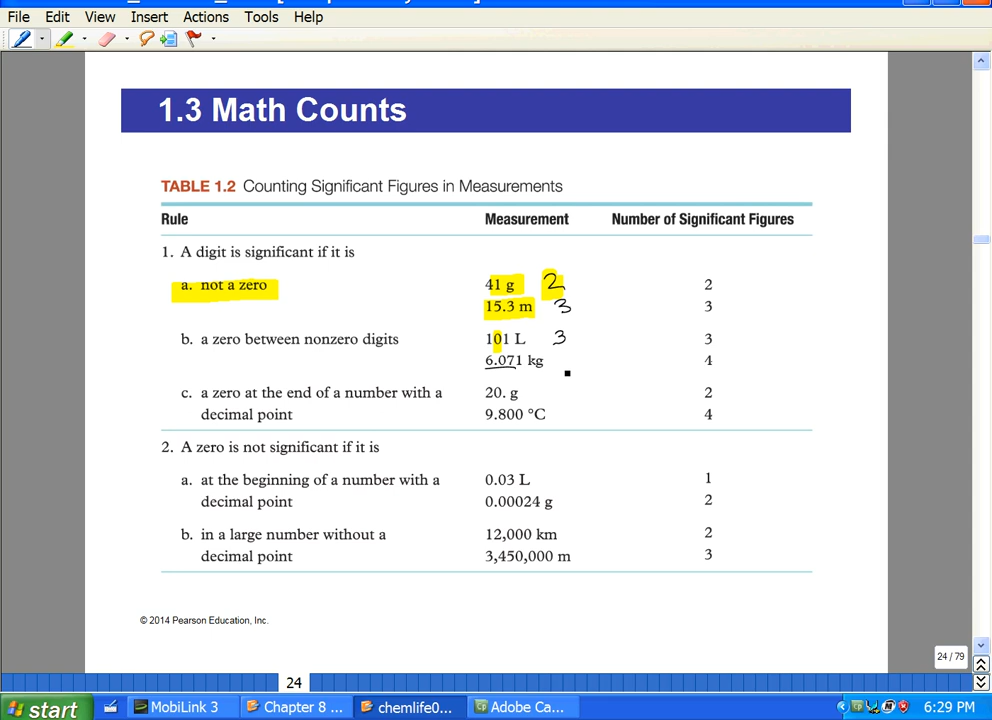 File Edit View Insert Actions Tools Help
1.3 Math Counts
TABLE 1.2 Counting Significant Figures in Measurements
Rule Measurement Number of Significant Figures
1. A digit is significant if it is
a. not a zero 41 g 2 2
15.3 m 3 3
b. a zero between nonzero digits 101 L 3 3
6.071 kg 4
c. a zero at the end of a number with a 20. g 2
decimal point 9.800 °C 4
2. A zero is not significant if it is
a. at the beginning of a number with a 0.03 L 1
decimal point 0.00024 g 2
b. in a large number without a 12,000 km 2
decimal point 3,450,000 m 3
© 2014 Pearson Education, Inc.
24 / 79
24
start MobiLink 3 Chapter 8 ... chemlife0... Adobe Ca... 6:29 PM